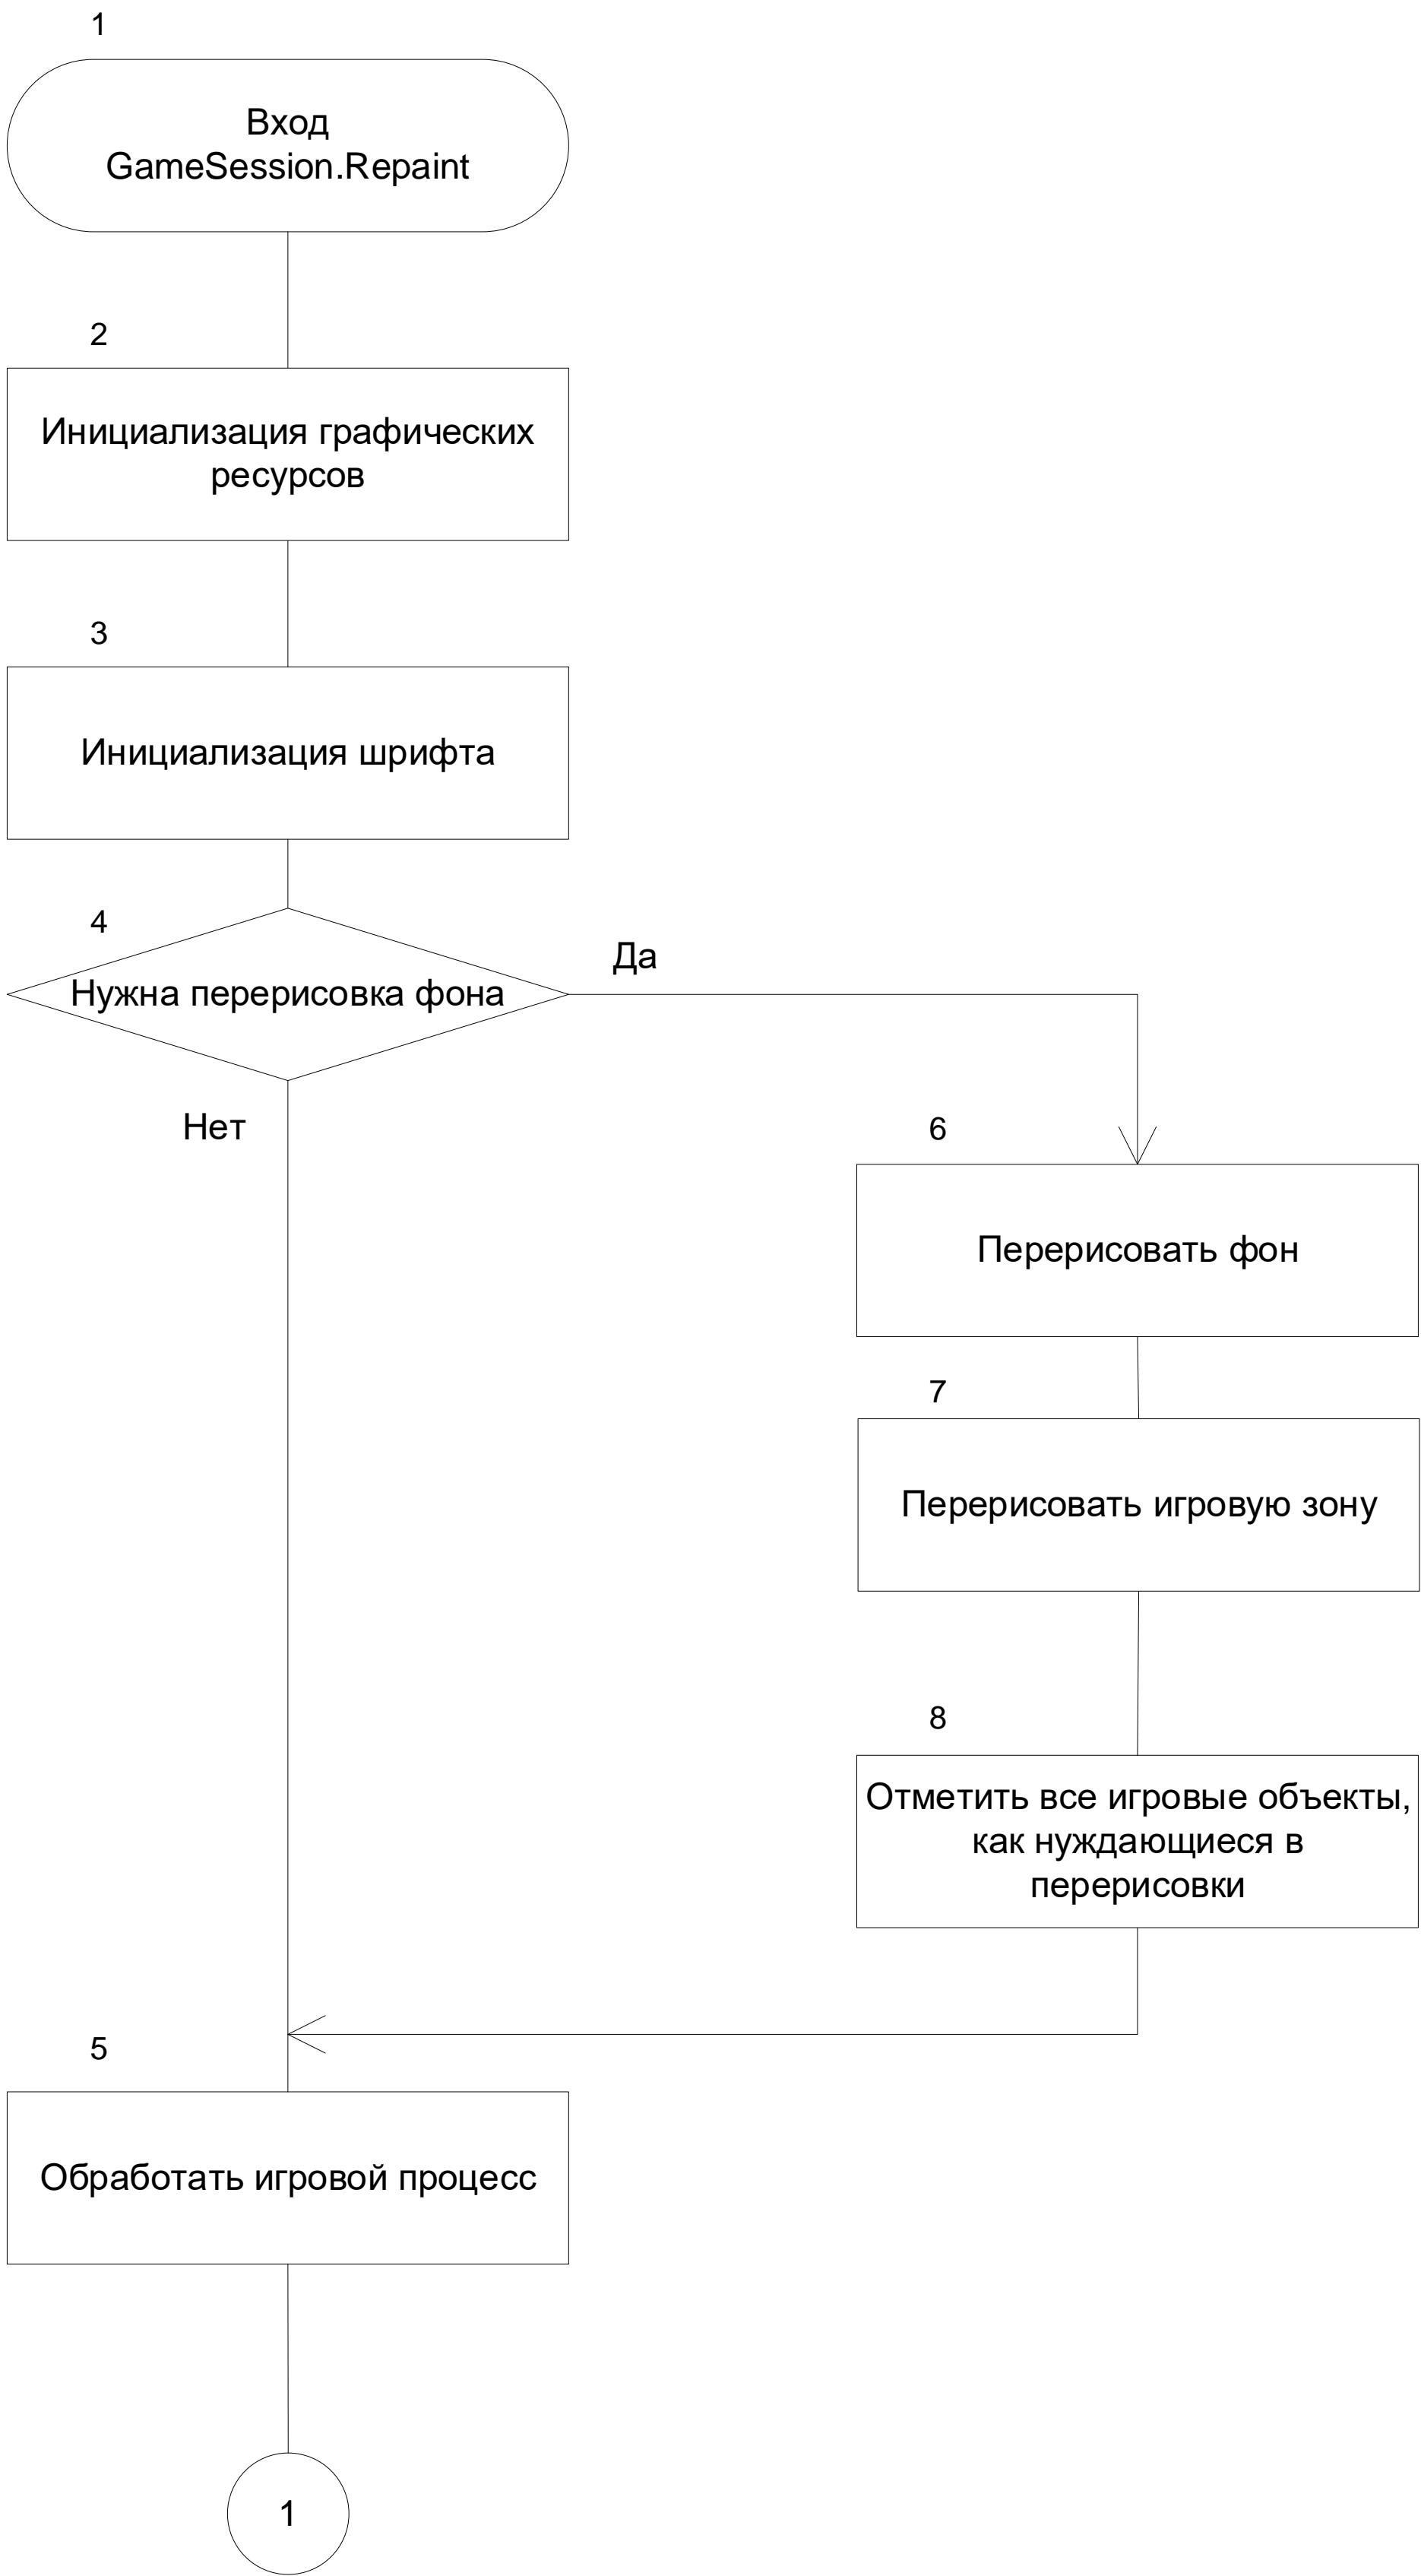 1
Вход
GameSession.Repaint
2
Инициализация графических
ресурсов
3
Инициализация шрифта
4
Нужна перерисовка фона
Да
Нет
6
Перерисовать фон
7
Перерисовать игровую зону
8
Отметить все игровые объекты,
как нуждающиеся в
перерисовки
5
Обработать игровой процесс
1